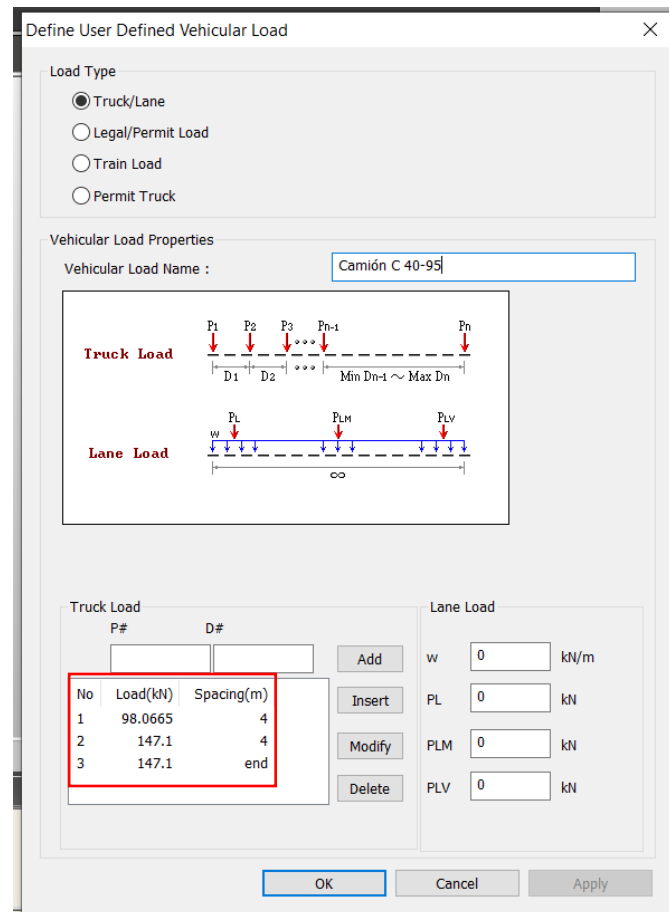 Define User Defined Vehicular Load
Load Type
Truck/Lane
Legal/Permit Load
Train Load
Permit Truck
Vehicular Load Properties
Vehicular Load Name :
Camión C 40-95
P1 P2 P3 Pn-1 Pn
Truck Load
D1 D2 Min Dn-1 ~ Max Dn
PL PLM PLV
w
Lane Load
∞
Truck Load
P# D#
Add
No Load(kN) Spacing(m)
1 98.0665 4
2 147.1 4
3 147.1 end
Insert
Modify
Delete
Lane Load
w 0 kN/m
PL 0 kN
PLM 0 kN
PLV 0 kN
OK Cancel Apply